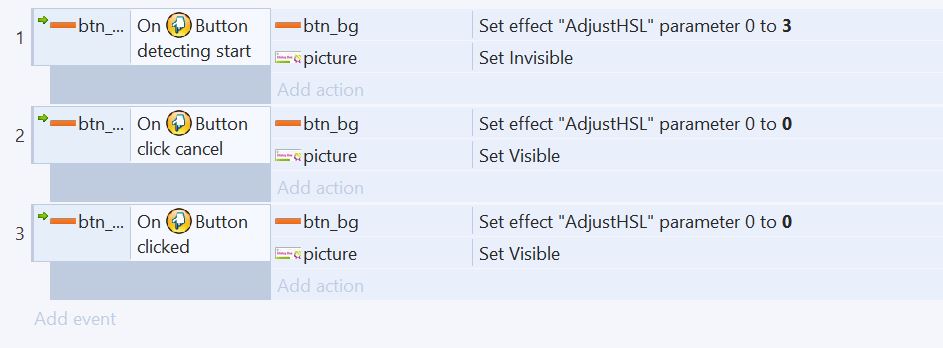 1
btn_...
On Button
detecting start
btn_bg
Set effect "AdjustHSL" parameter 0 to 3
picture
Set Invisible
Add action
2
btn_...
On Button
click cancel
btn_bg
Set effect "AdjustHSL" parameter 0 to 0
picture
Set Visible
Add action
3
btn_...
On Button
clicked
btn_bg
Set effect "AdjustHSL" parameter 0 to 0
picture
Set Visible
Add action
Add event